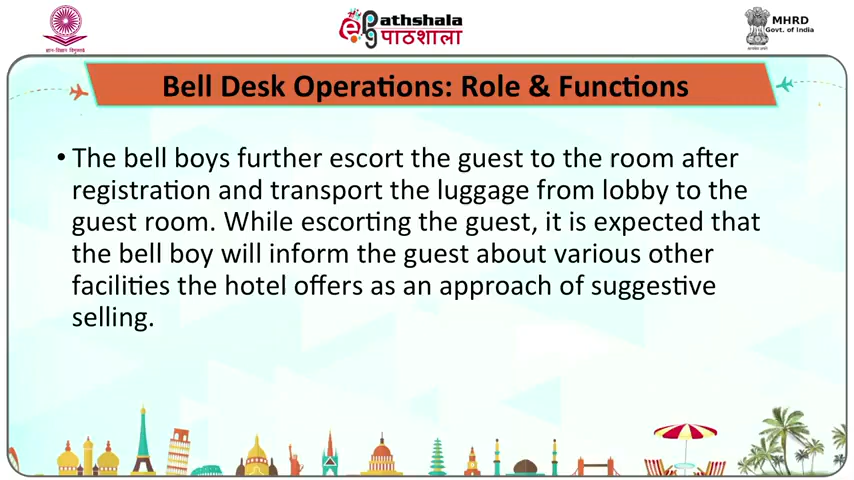 ज्ञान-विज्ञान विमुक्तये
ePathshala
पाठशाला
MHRD
Govt. of India
Bell Desk Operations: Role & Functions
• The bell boys further escort the guest to the room after
registration and transport the luggage from lobby to the
guest room. While escorting the guest, it is expected that
the bell boy will inform the guest about various other
facilities the hotel offers as an approach of suggestive
selling.